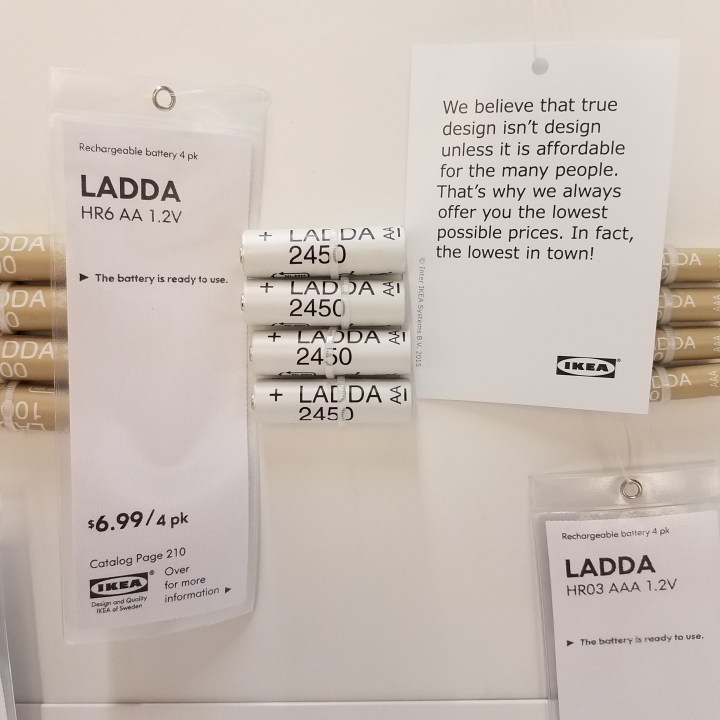 Rechargeable battery 4 pk
LADDA
HR6 AA 1.2V
► The battery is ready to use.
$6.99/4 pk
Catalog Page 210
IKEA®
Design and Quality
IKEA of Sweden
Over
for more
information ►
+ LADDA AA
2450
+ LADDA AA
2450
+ LADDA AA
2450
+ LADDA AA
2450
We believe that true
design isn't design
unless it is affordable
for the many people.
That's why we always
offer you the lowest
possible prices. In fact,
the lowest in town!
© Inter IKEA Systems B.V. 2015
IKEA®
Rechargeable battery 4 pk
LADDA
HR03 AAA 1.2V
► The battery is ready to use.